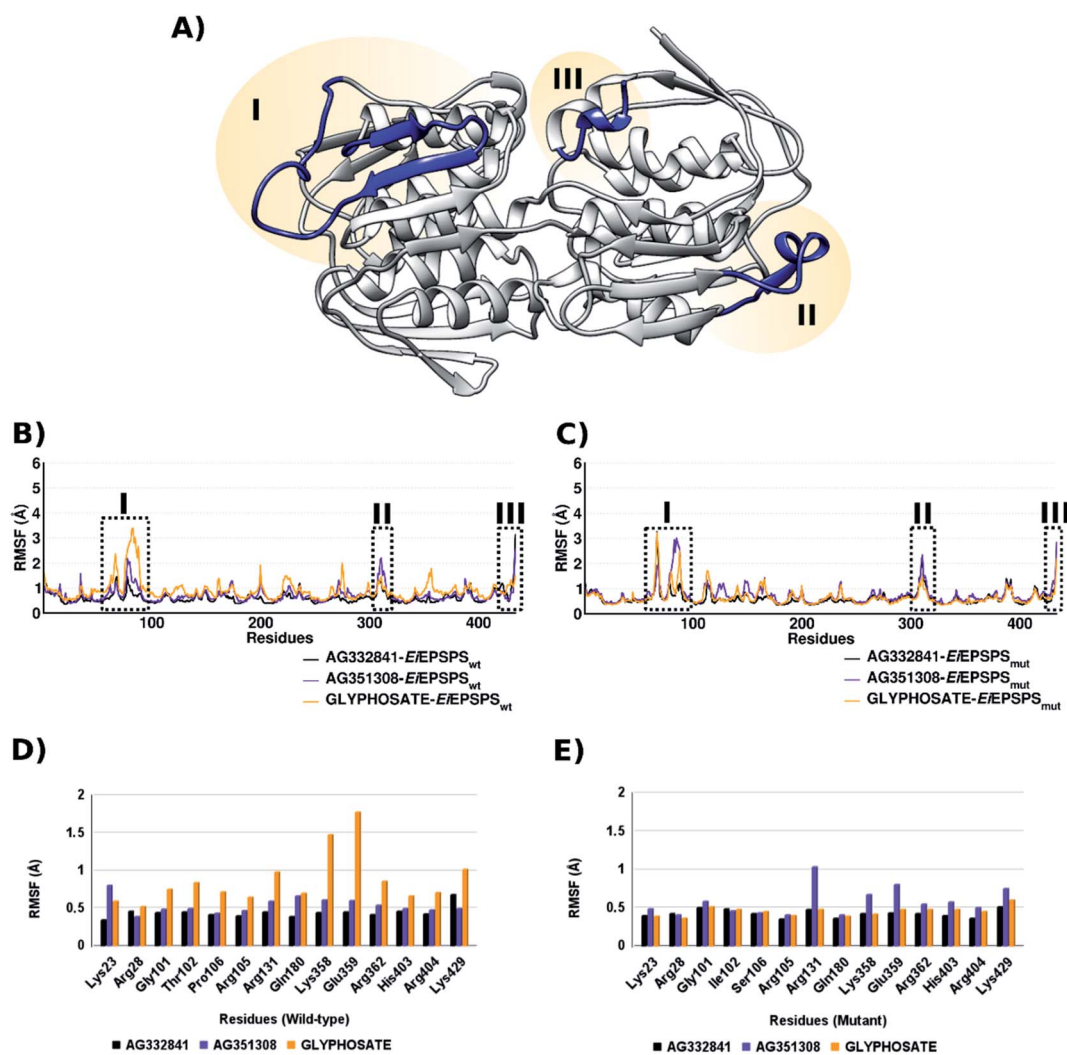 A)
I
III
II
B)
C)
6
5
4
3
2
1
0
RMSF (Å)
I
II
III
100
200
300
400
Residues
AG332841-EiEPSPSwt
AG351308-EiEPSPSwt
GLYPHOSATE-EiEPSPSwt
6
5
4
3
2
1
0
RMSF (Å)
I
II
III
100
200
300
400
Residues
AG332841-EiEPSPSmut
AG351308-EiEPSPSmut
GLYPHOSATE-EiEPSPSmut
D)
2
1.5
1
0.5
0
RMSF (Å)
Lys23
Arg28
Gly101
Thr102
Pro106
Arg105
Arg131
Gln180
Lys358
Glu359
Arg362
His403
Arg404
Lys429
Residues (Wild-type)
AG332841 AG351308 GLYPHOSATE
E)
2
1.5
1
0.5
0
RMSF (Å)
Lys23
Arg28
Gly101
Ile102
Ser106
Arg105
Arg131
Gln180
Lys358
Glu359
Arg362
His403
Arg404
Lys429
Residues (Mutant)
AG332841 AG351308 GLYPHOSATE